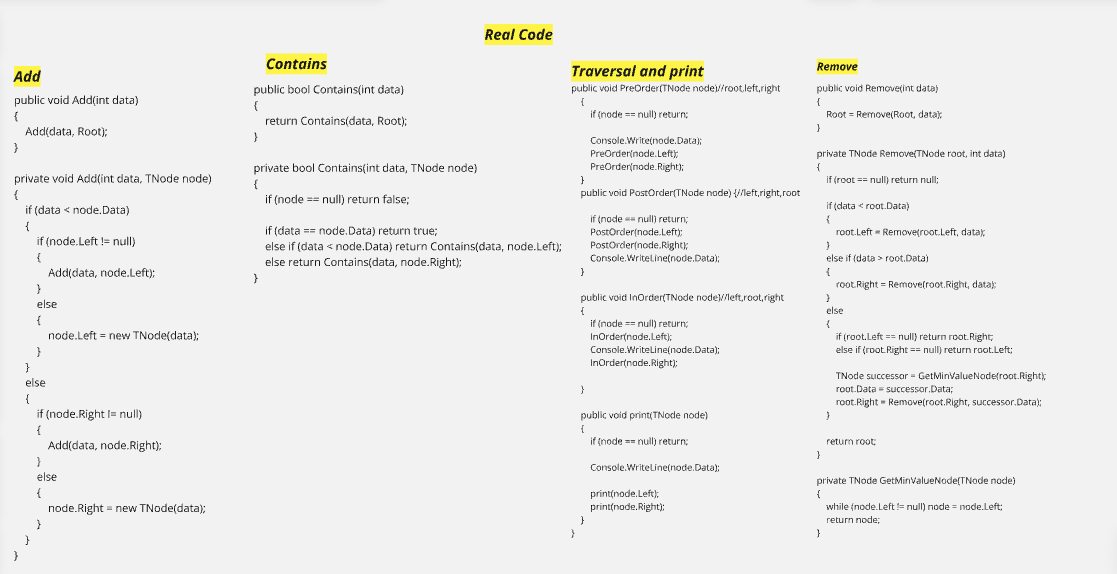 Real Code
Add
public void Add(int data)
{
Add(data, Root);
}
private void Add(int data, TNode node)
{
if (data < node.Data)
{
if (node.Left != null)
{
Add(data, node.Left);
}
else
{
node.Left = new TNode(data);
}
}
else
{
if (node.Right != null)
{
Add(data, node.Right);
}
else
{
node.Right = new TNode(data);
}
}
}
Contains
public bool Contains(int data)
{
return Contains(data, Root);
}
private bool Contains(int data, TNode node)
{
if (node == null) return false;
if (data == node.Data) return true;
else if (data < node.Data) return Contains(data, node.Left);
else return Contains(data, node.Right);
}
Traversal and print
public void PreOrder(TNode node)//root,left,right
{
if (node == null) return;
Console.Write(node.Data);
PreOrder(node.Left);
PreOrder(node.Right);
}
public void PostOrder(TNode node) {//left,right,root
if (node == null) return;
PostOrder(node.Left);
PostOrder(node.Right);
Console.WriteLine(node.Data);
}
public void InOrder(TNode node)//left,root,right
{
if (node == null) return;
InOrder(node.Left);
Console.WriteLine(node.Data);
InOrder(node.Right);
}
public void print(TNode node)
{
if (node == null) return;
Console.WriteLine(node.Data);
print(node.Left);
print(node.Right);
}
}
Remove
public void Remove(int data)
{
Root = Remove(Root, data);
}
private TNode Remove(TNode root, int data)
{
if (root == null) return null;
if (data < root.Data)
{
root.Left = Remove(root.Left, data);
}
else if (data > root.Data)
{
root.Right = Remove(root.Right, data);
}
else
{
if (root.Left == null) return root.Right;
else if (root.Right == null) return root.Left;
TNode successor = GetMinValueNode(root.Right);
root.Data = successor.Data;
root.Right = Remove(root.Right, successor.Data);
}
return root;
}
private TNode GetMinValueNode(TNode node)
{
while (node.Left != null) node = node.Left;
return node;
}